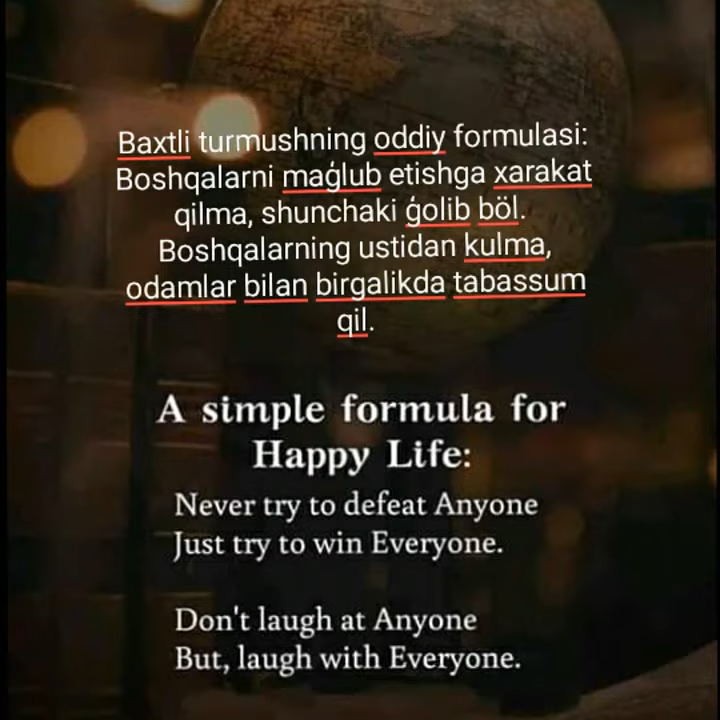 Baxtli turmushning oddiy formulasi:
Boshqalarni maģlub etishga xarakat
qilma, shunchaki ģolib böl.
Boshqalarning ustidan kulma,
odamlar bilan birgalikda tabassum
qil.
A simple formula for
Happy Life:
Never try to defeat Anyone
Just try to win Everyone.
Don't laugh at Anyone
But, laugh with Everyone.